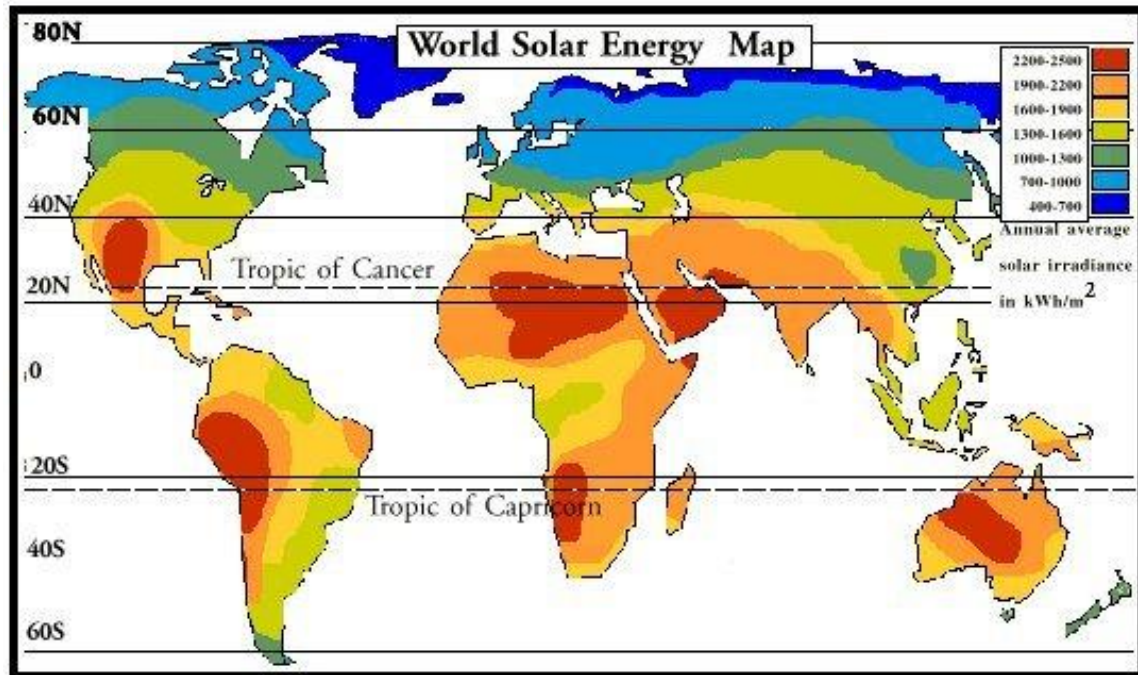 World Solar Energy Map
80N
60N
40N
20N
0
20S
40S
60S
Tropic of Cancer
Tropic of Capricorn
2200-2500
1900-2200
1600-1900
1300-1600
1000-1300
700-1000
400-700
Annual average
solar irradiance
in kWh/m2